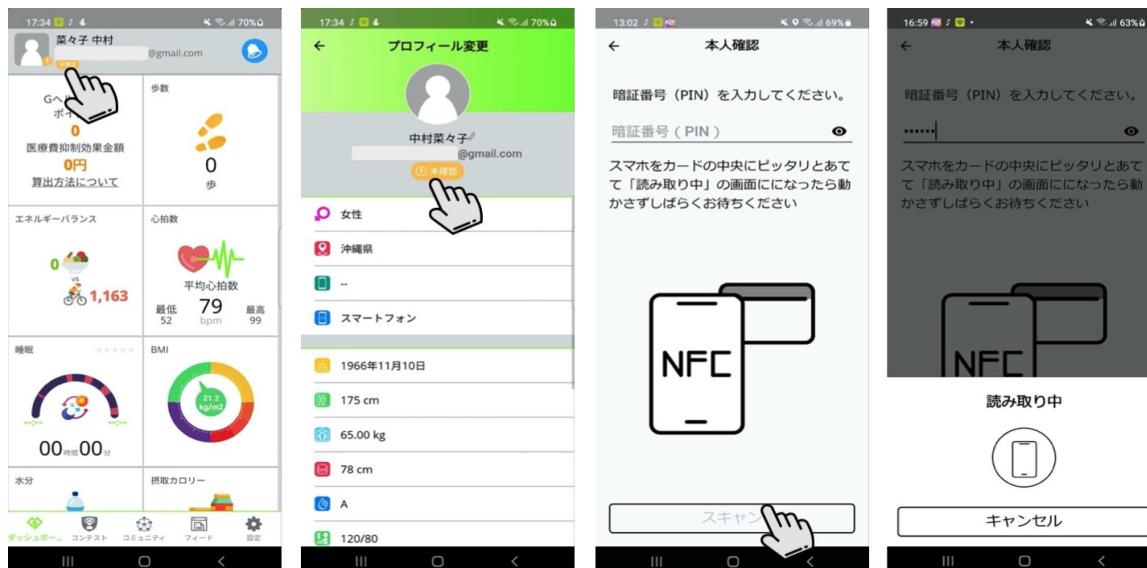 17:34
70%
菜々子 中村
@gmail.com
未確認
Gヘ
ポイ
0
医療費抑制効果金額
0円
算出方法について
歩数
0
歩
エネルギーバランス
0
vs
1,163
心拍数
平均心拍数
最低
52
79
bpm
最高
99
睡眠
00時間00分
BMI
21.2
kg/m2
水分
摂取カロリー
ダッシュボー...
コンテスト
コミュニティ
フィード
設定
17:34
70%
プロフィール変更
中村菜々子
@gmail.com
未確認
女性
沖縄県
--
スマートフォン
1966年11月10日
175 cm
65.00 kg
78 cm
A
120/80
13:02
69%
本人確認
暗証番号（PIN）を入力してください。
暗証番号 ( PIN )
スマホをカードの中央にピッタリとあて
て「読み取り中」の画面にになったら動
かさずしばらくお待ちください
NFC
スキャン
16:59
63%
本人確認
暗証番号（PIN）を入力してください。
••••••
スマホをカードの中央にピッタリとあて
て「読み取り中」の画面にになったら動
かさずしばらくお待ちください
NFC
読み取り中
キャンセル